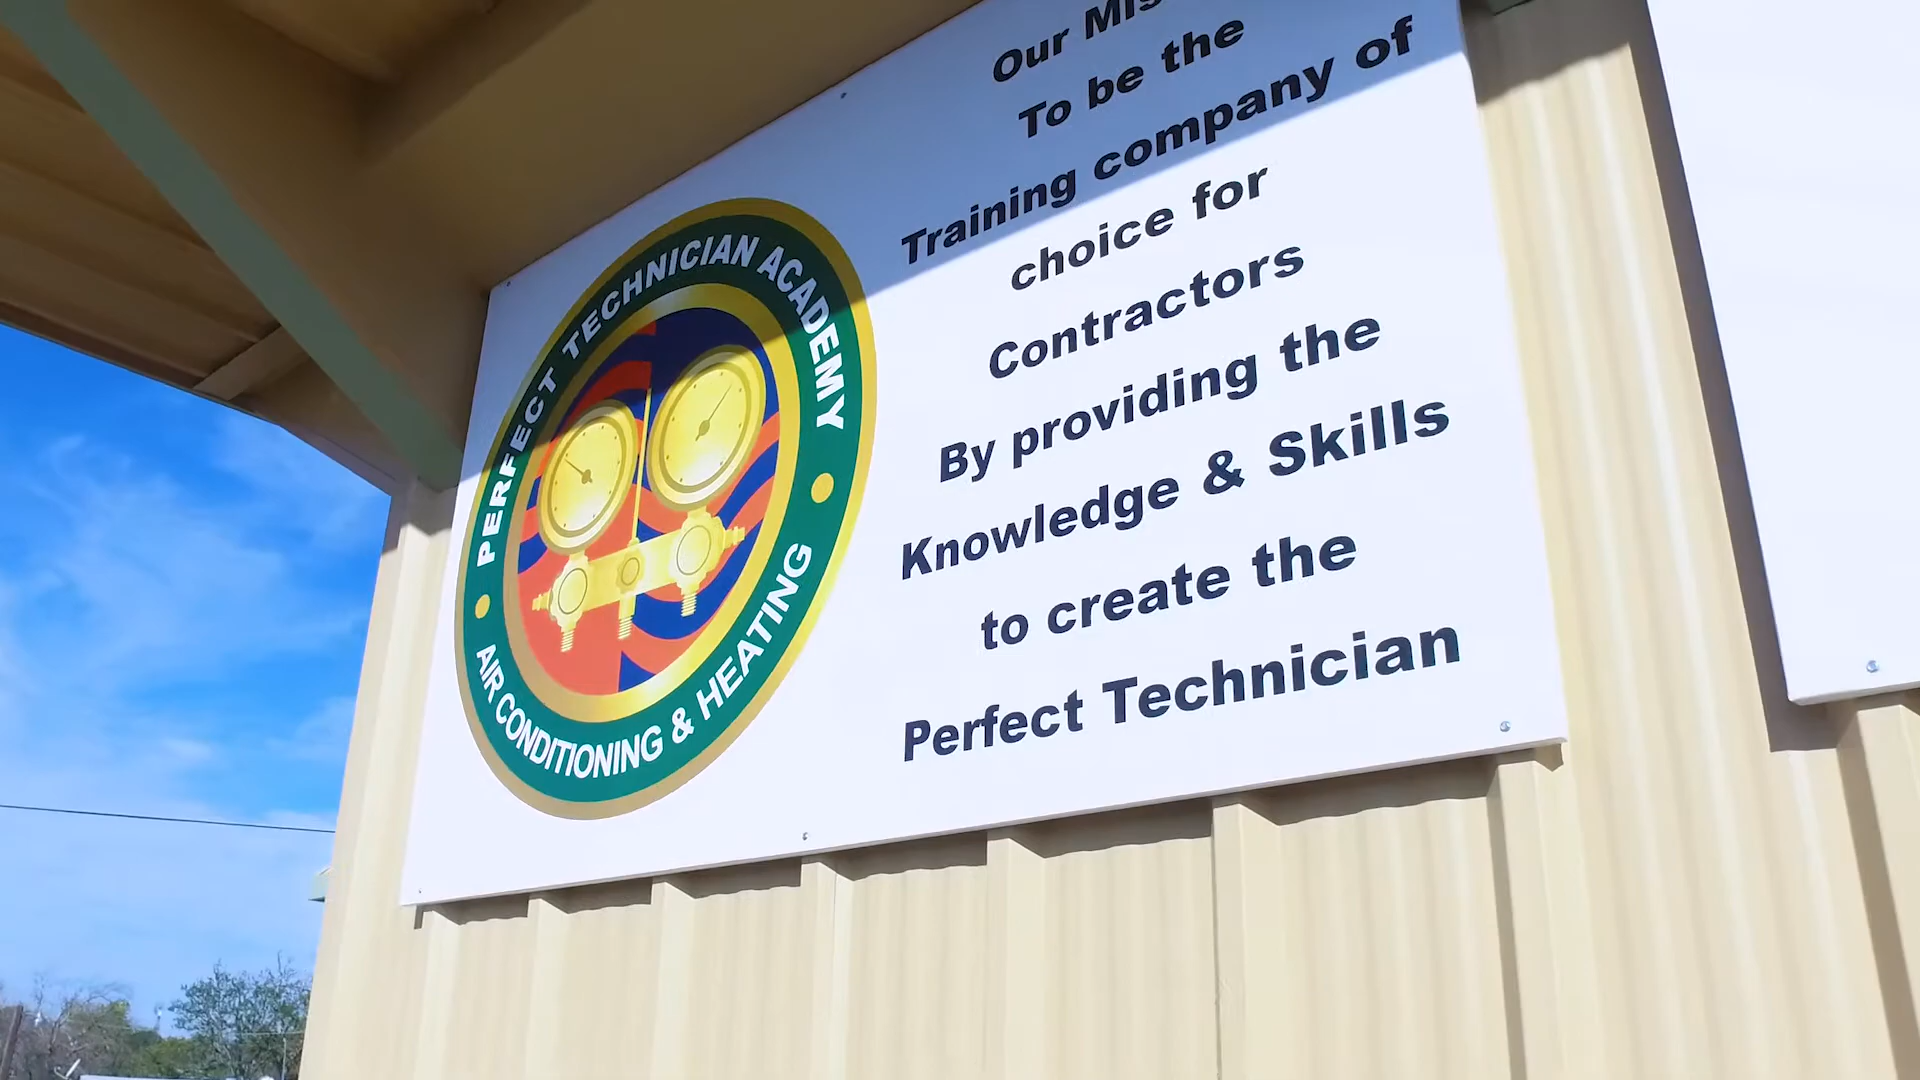 PERFECT TECHNICIAN ACADEMY
AIR CONDITIONING & HEATING
Our
To be the
Training company of
choice for
Contractors
By providing the
Knowledge & Skills
to create the
Perfect Technician